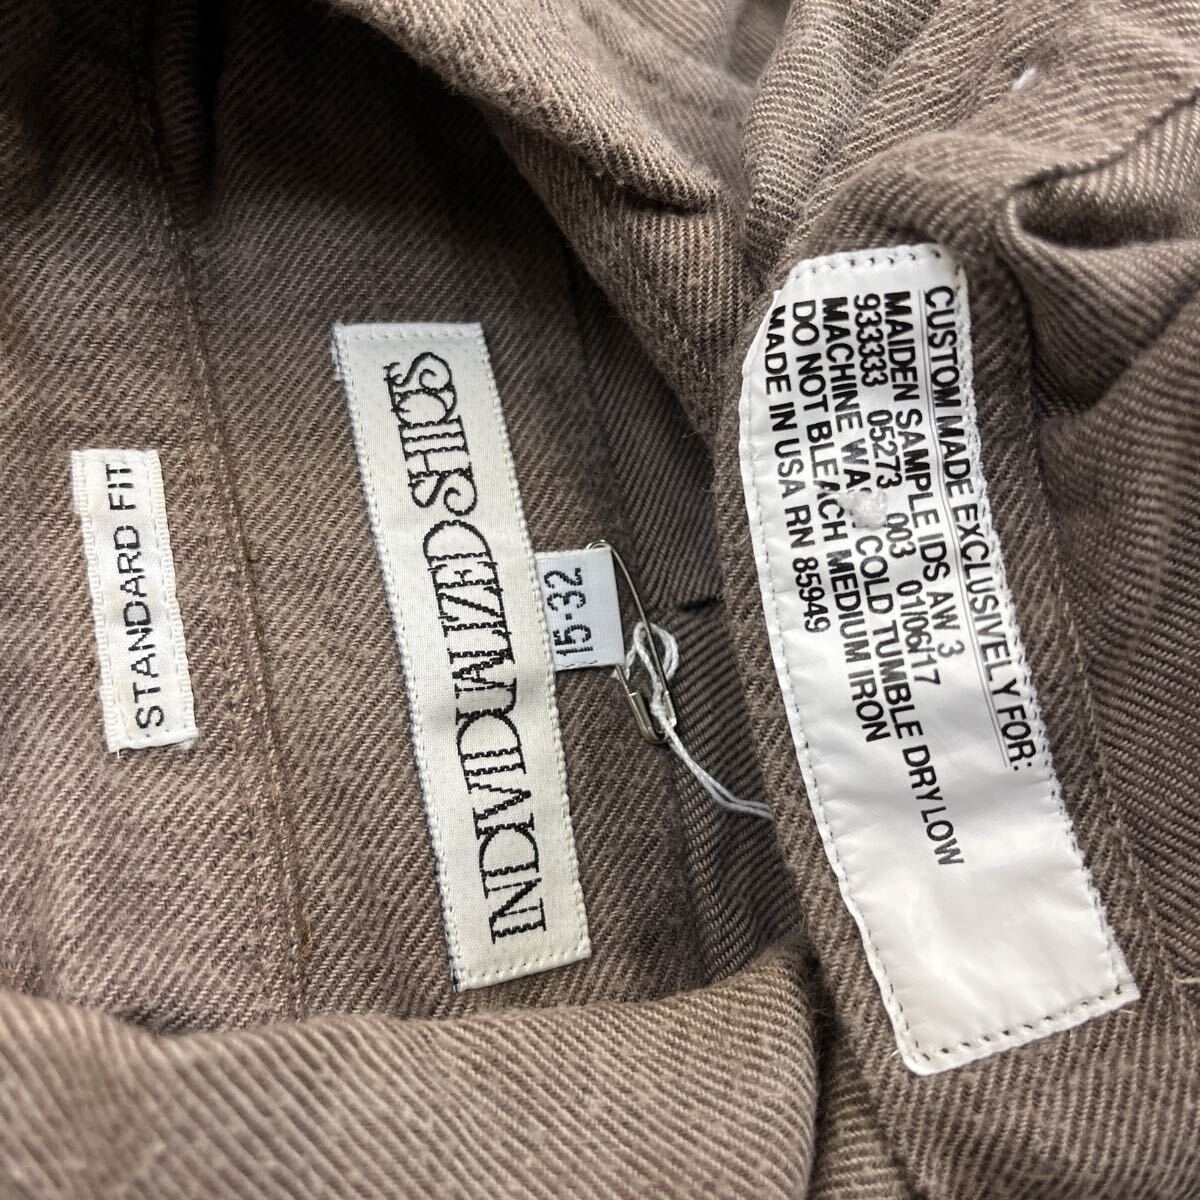 STANDARD FIT
INDIVIDUALIZED SHIRTS
15-32
CUSTOM MADE EXCLUSIVELY FOR:
MAIDEN SAMPLE IDS AW 3
933333 05273 003 01/06/17
MACHINE WASH COLD TUMBLE DRY LOW
DO NOT BLEACH MEDIUM IRON
MADE IN USA RN 85949